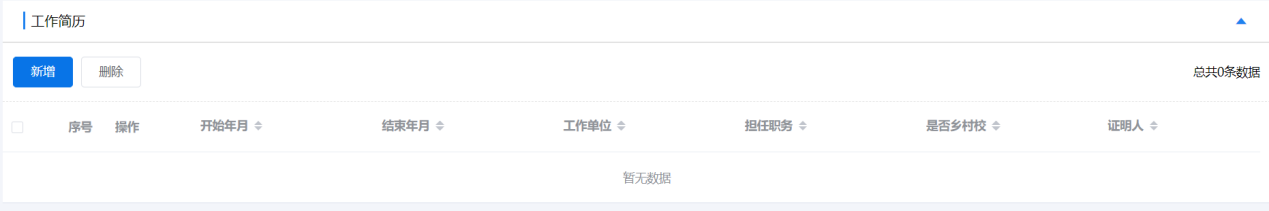 工作简历
新增 删除 总共0条数据
序号 操作 开始年月 结束年月 工作单位 担任职务 是否乡村校 证明人
暂无数据